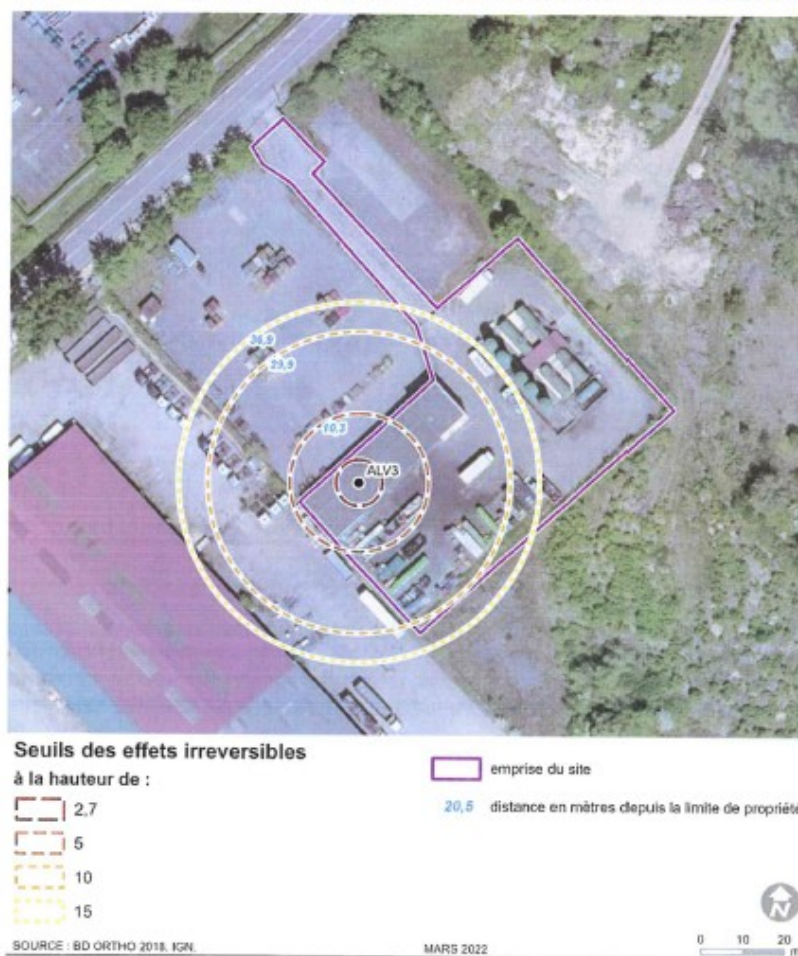 36,9
29,9
10,3
ALV3
Seuils des effets irreversibles
à la hauteur de :
2,7
5
10
15
emprise du site
20,5 distance en mètres depuis la limite de propriété
N
0 10 20
SOURCE : BD ORTHO 2018, IGN.
MARS 2022